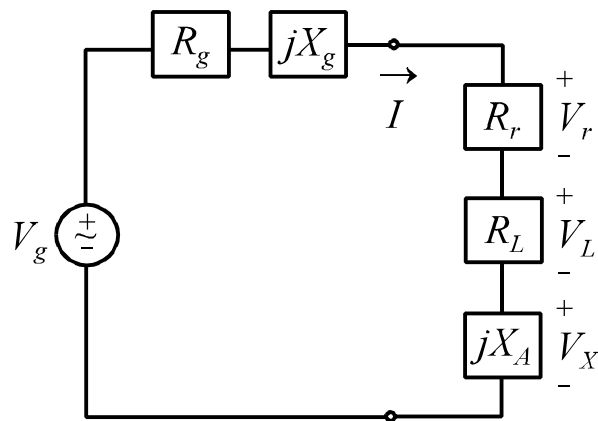 R_g
jX_g
→
I
+
R_r V_r
−
+
R_L V_L
−
+
jX_A V_X
−
V_g
+
~
-